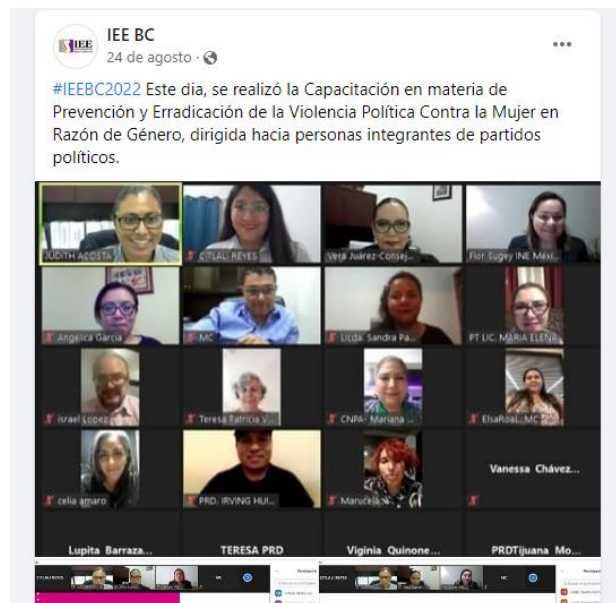 IEE BC
24 de agosto ·
#IEEBC2022 Este dia, se realizó la Capacitación en materia de
Prevención y Erradicación de la Violencia Política Contra la Mujer en
Razón de Género, dirigida hacia personas integrantes de partidos
políticos.
JUDITH ACOSTA
CITLALI REYES
Vera Juárez-Consej...
Flor Sugey INE Mexi...
Angelica Garcia
MC
Licda. Sandra Pa...
PT LIC. MARIA ELENA
israel Lopez
Teresa Patricia V...
CNPA- Mariana ...
ElsaRoaL. MC
celia amaro
PRD. IRVING HUI...
Marucela
Vanessa Chávez...
Lupita Barraza...
TERESA PRD
Viginia Quinone...
PRDTijuana Mo...